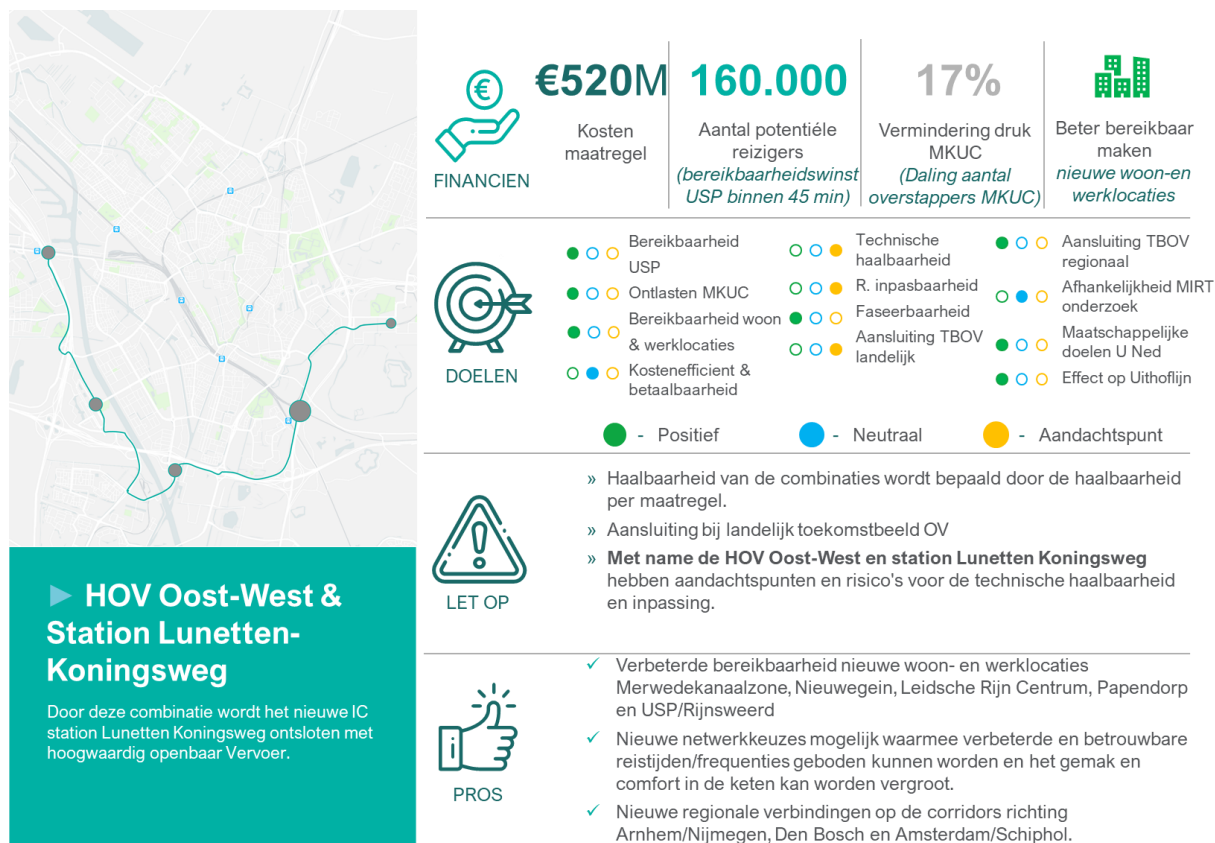 ► HOV Oost-West &
Station Lunetten-
Koningsweg
Door deze combinatie wordt het nieuwe IC
station Lunetten Koningsweg ontsloten met
hoogwaardig openbaar Vervoer.
€
FINANCIEN
€520M
Kosten
maatregel
160.000
Aantal potentiéle
reizigers
(bereikbaarheidswinst
USP binnen 45 min)
17%
Vermindering druk
MKUC
(Daling aantal
overstappers MKUC)
Beter bereikbaar
maken
nieuwe woon-en
werklocaties
DOELEN
Bereikbaarheid
USP
Ontlasten MKUC
Bereikbaarheid woon
& werklocaties
Kostenefficient &
betaalbaarheid
Technische
haalbaarheid
R. inpasbaarheid
Faseerbaarheid
Aansluiting TBOV
landelijk
Aansluiting TBOV
regionaal
Afhankelijkheid MIRT
onderzoek
Maatschappelijke
doelen U Ned
Effect op Uithoflijn
- Positief
- Neutraal
- Aandachtspunt
LET OP
» Haalbaarheid van de combinaties wordt bepaald door de haalbaarheid
per maatregel.
» Aansluiting bij landelijk toekomstbeeld OV
» Met name de HOV Oost-West en station Lunetten Koningsweg
hebben aandachtspunten en risico's voor de technische haalbaarheid
en inpassing.
PROS
✓ Verbeterde bereikbaarheid nieuwe woon- en werklocaties
Merwedekanaalzone, Nieuwegein, Leidsche Rijn Centrum, Papendorp
en USP/Rijnsweerd
✓ Nieuwe netwerkkeuzes mogelijk waarmee verbeterde en betrouwbare
reistijden/frequenties geboden kunnen worden en het gemak en
comfort in de keten kan worden vergroot.
✓ Nieuwe regionale verbindingen op de corridors richting
Arnhem/Nijmegen, Den Bosch en Amsterdam/Schiphol.